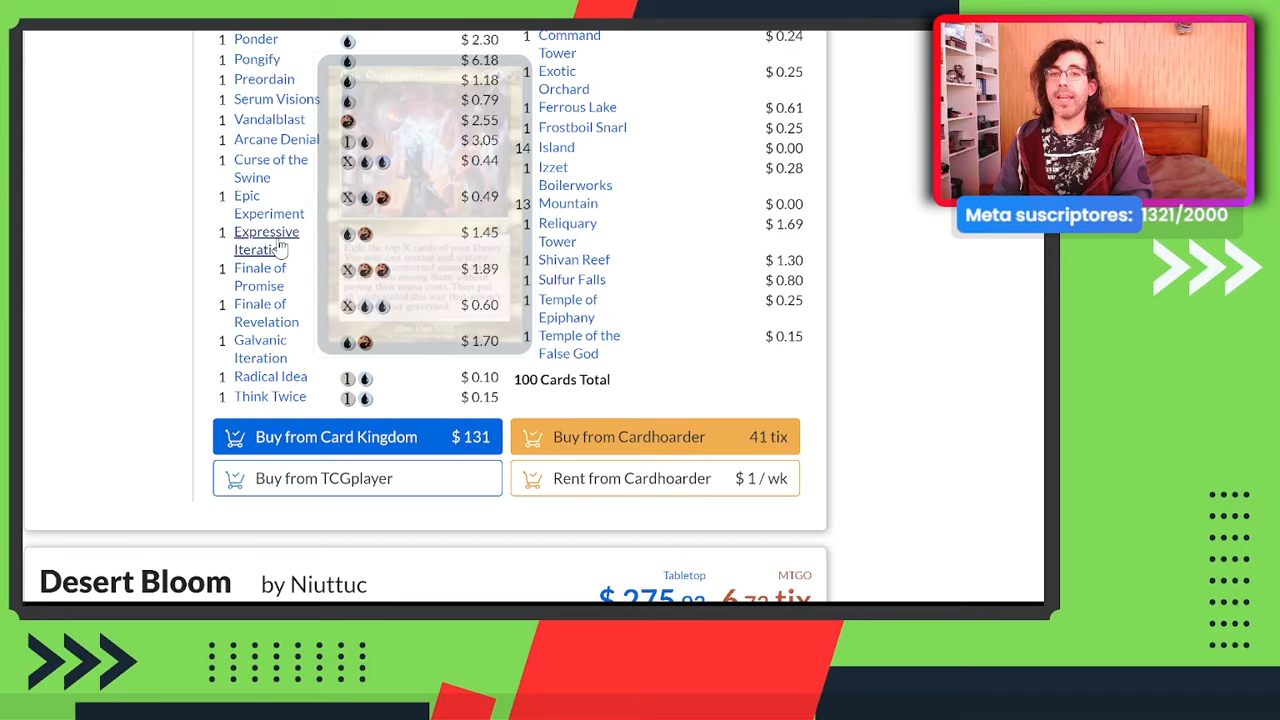 1 Ponder $ 2.30
1 Pongify $ 6.18
1 Preordain $ 1.18
1 Serum Visions $ 0.79
1 Vandalblast $ 2.55
1 Arcane Denial 1 $ 3.05
1 Curse of the X $ 0.44
Swine
1 Epic X $ 0.49
Experiment
1 Expressive $ 1.45
Iteration
1 Finale of X $ 1.89
Promise
1 Finale of X $ 0.60
Revelation
1 Galvanic $ 1.70
Iteration
1 Radical Idea 1 $ 0.10
1 Think Twice 1 $ 0.15
1 Command $ 0.24
Tower
1 Exotic $ 0.25
Orchard
1 Ferrous Lake $ 0.61
1 Frostboil Snarl $ 0.25
14 Island $ 0.00
1 Izzet $ 0.28
Boilerworks
13 Mountain $ 0.00
1 Reliquary $ 1.69
Tower
1 Shivan Reef $ 1.30
1 Sulfur Falls $ 0.80
1 Temple of $ 0.25
Epiphany
1 Temple of the $ 0.15
False God
100 Cards Total
Buy from Card Kingdom $ 131
Buy from Cardhoarder 41 tix
Buy from TCGplayer
Rent from Cardhoarder $ 1 / wk
Desert Bloom by Niuttuc
Tabletop MTGO
$ 275.92 6.72 tix
Meta suscriptores: 1321/2000